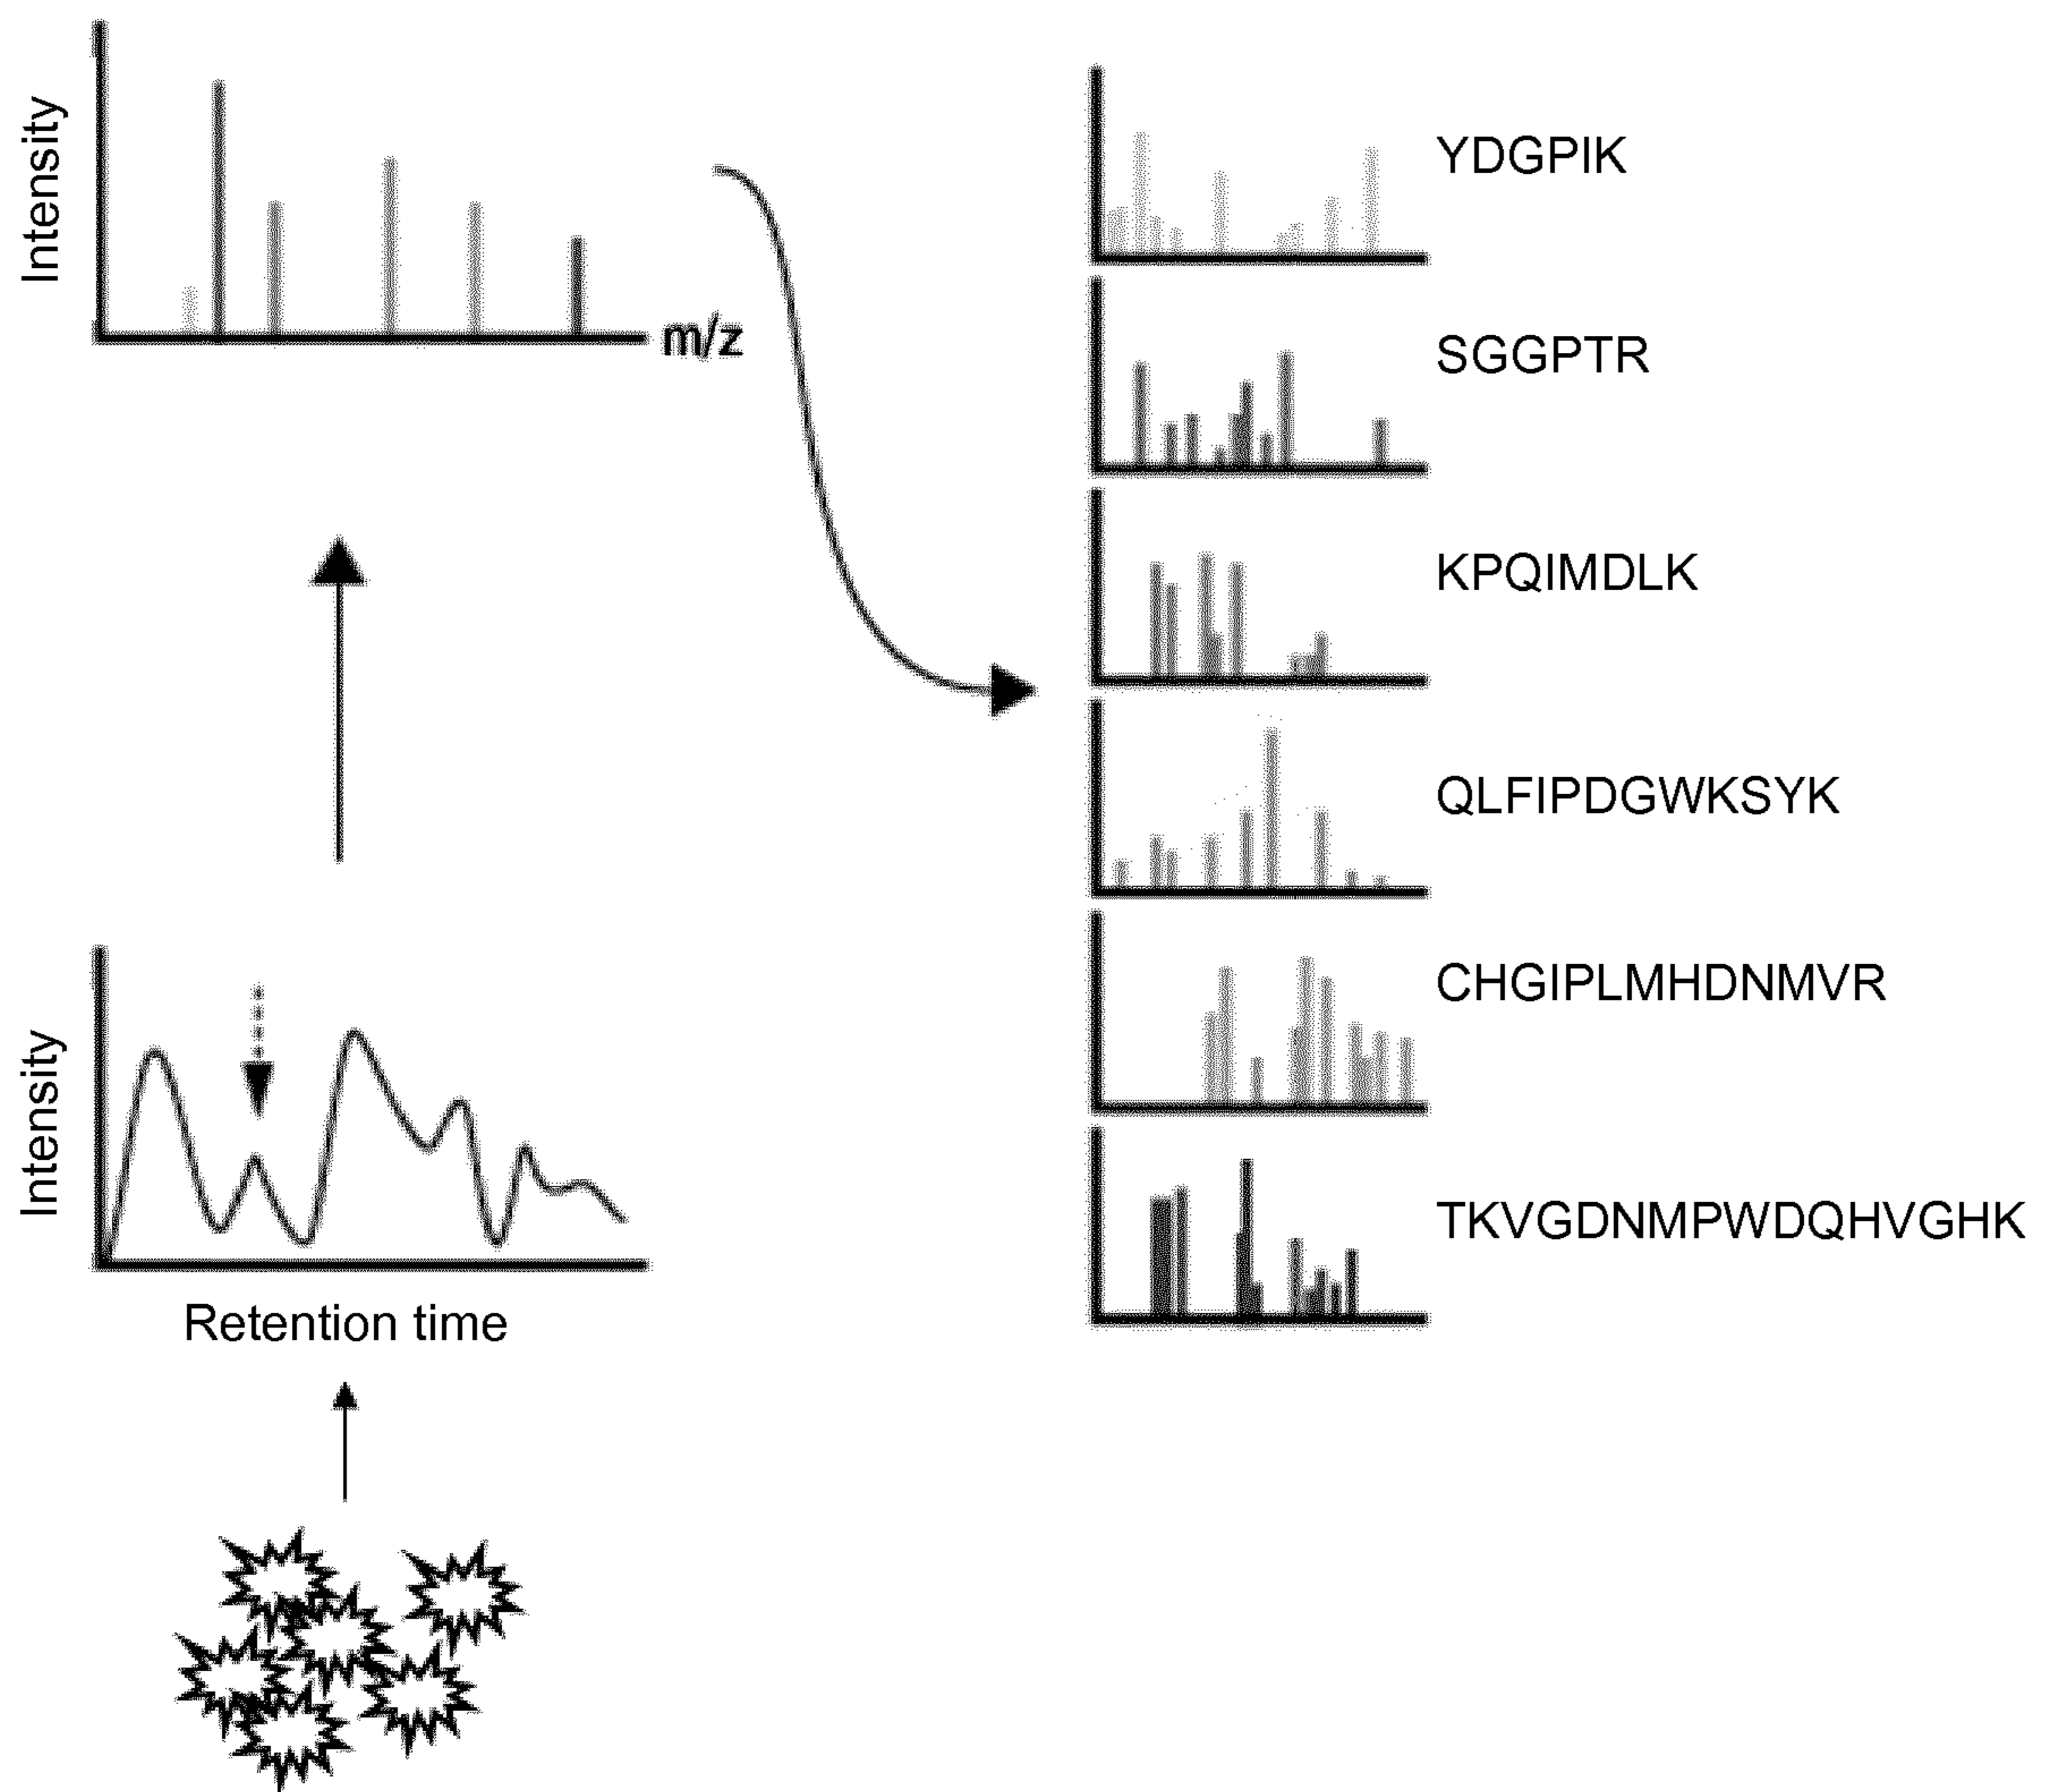 Intensity
m/z
Intensity
Retention time
YDGPIK
SGGPTR
KPQIMDLK
QLFIPDGWKSYK
CHGIPLMHDNMVR
TKVGDNMPWDQHVGHK